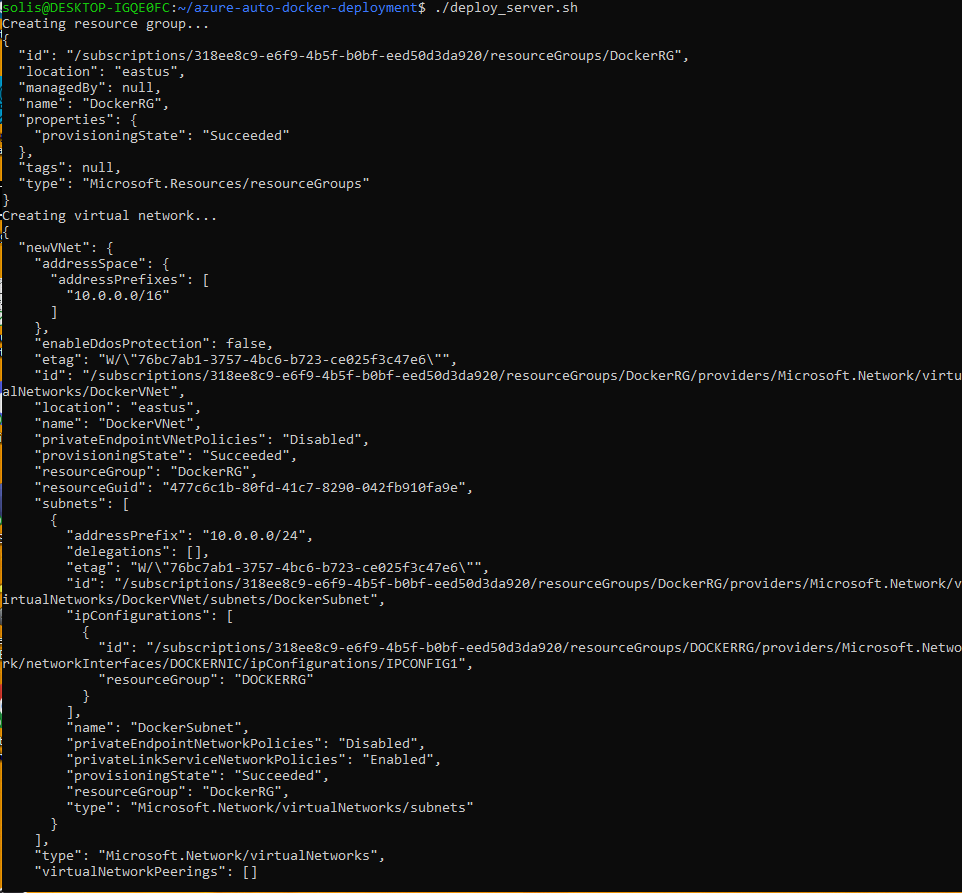 solis@DESKTOP-IGQE0FC:~/azure-auto-docker-deployment$ ./deploy_server.sh
Creating resource group...
{
  "id": "/subscriptions/318ee8c9-e6f9-4b5f-b0bf-eed50d3da920/resourceGroups/DockerRG",
  "location": "eastus",
  "managedBy": null,
  "name": "DockerRG",
  "properties": {
    "provisioningState": "Succeeded"
  },
  "tags": null,
  "type": "Microsoft.Resources/resourceGroups"
}
Creating virtual network...
{
  "newVNet": {
    "addressSpace": {
      "addressPrefixes": [
        "10.0.0.0/16"
      ]
    },
    "enableDdosProtection": false,
    "etag": "W/\"76bc7ab1-3757-4bc6-b723-ce025f3c47e6\"",
    "id": "/subscriptions/318ee8c9-e6f9-4b5f-b0bf-eed50d3da920/resourceGroups/DockerRG/providers/Microsoft.Network/virtu
alNetworks/DockerVNet",
    "location": "eastus",
    "name": "DockerVNet",
    "privateEndpointVNetPolicies": "Disabled",
    "provisioningState": "Succeeded",
    "resourceGroup": "DockerRG",
    "resourceGuid": "477c6c1b-80fd-41c7-8290-042fb910fa9e",
    "subnets": [
      {
        "addressPrefix": "10.0.0.0/24",
        "delegations": [],
        "etag": "W/\"76bc7ab1-3757-4bc6-b723-ce025f3c47e6\"",
        "id": "/subscriptions/318ee8c9-e6f9-4b5f-b0bf-eed50d3da920/resourceGroups/DockerRG/providers/Microsoft.Network/v
irtualNetworks/DockerVNet/subnets/DockerSubnet",
        "ipConfigurations": [
          {
            "id": "/subscriptions/318ee8c9-e6f9-4b5f-b0bf-eed50d3da920/resourceGroups/DOCKERRG/providers/Microsoft.Netwo
rk/networkInterfaces/DOCKERNIC/ipConfigurations/IPCONFIG1",
            "resourceGroup": "DOCKERRG"
          }
        ],
        "name": "DockerSubnet",
        "privateEndpointNetworkPolicies": "Disabled",
        "privateLinkServiceNetworkPolicies": "Enabled",
        "provisioningState": "Succeeded",
        "resourceGroup": "DockerRG",
        "type": "Microsoft.Network/virtualNetworks/subnets"
      }
    ],
    "type": "Microsoft.Network/virtualNetworks",
    "virtualNetworkPeerings": []